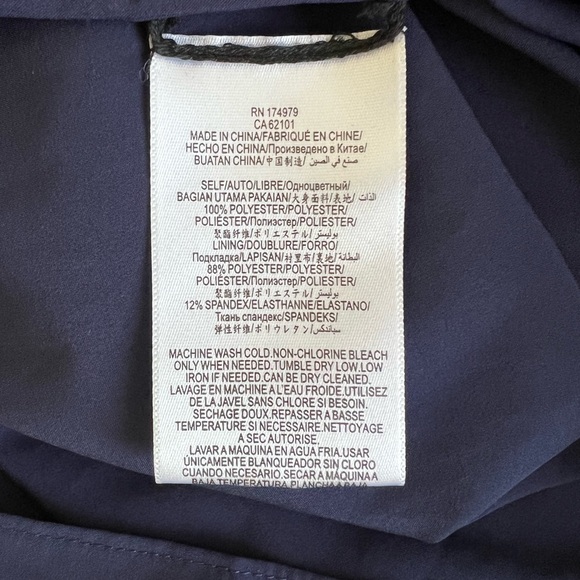 RN 174979
CA 62101
MADE IN CHINA/FABRIQUÉ EN CHINE/
HECHO EN CHINA/Произведено в Китае/
BUATAN CHINA/中国制造/ صنع في الصين
SELF/AUTO/LIBRE/Одноцветный/
BAGIAN UTAMA PAKAIAN/大身面料/表地/ الذات
100% POLYESTER/POLYESTER/
POLIÉSTER/Полиэстер/POLIESTER/
聚酯纤维/ポリエステル/بوليستر
LINING/DOUBLURE/FORRO/
Подкладка/LAPISAN/村里布/裏地/ البطانة
88% POLYESTER/POLYESTER/
POLIÉSTER/Полиэстер/POLIESTER/
聚酯纤维/ポリエステル/بوليستر
12% SPANDEX/ELASTHANNE/ELASTANO/
Ткань спандекс/SPANDEKS/
弹性纤维/ポリウレタン/ سباندكس
MACHINE WASH COLD.NON-CHLORINE BLEACH
ONLY WHEN NEEDED.TUMBLE DRY LOW.LOW
IRON IF NEEDED.CAN BE DRY CLEANED.
LAVAGE EN MACHINE A L'EAU FROIDE.UTILISEZ
DE LA JAVEL SANS CHLORE SI BESOIN.
SECHAGE DOUX.REPASSER A BASSE
TEMPERATURE SI NECESSAIRE.NETTOYAGE
A SEC AUTORISE.
LAVAR A MAQUINA EN AGUA FRIA.USAR
ÚNICAMENTE BLANQUEADOR SIN CLORO
CUANDO NECESARIO.SECAR A MAQUINA A
BAJA TEMPERATURA.PLANCHA A BAJA